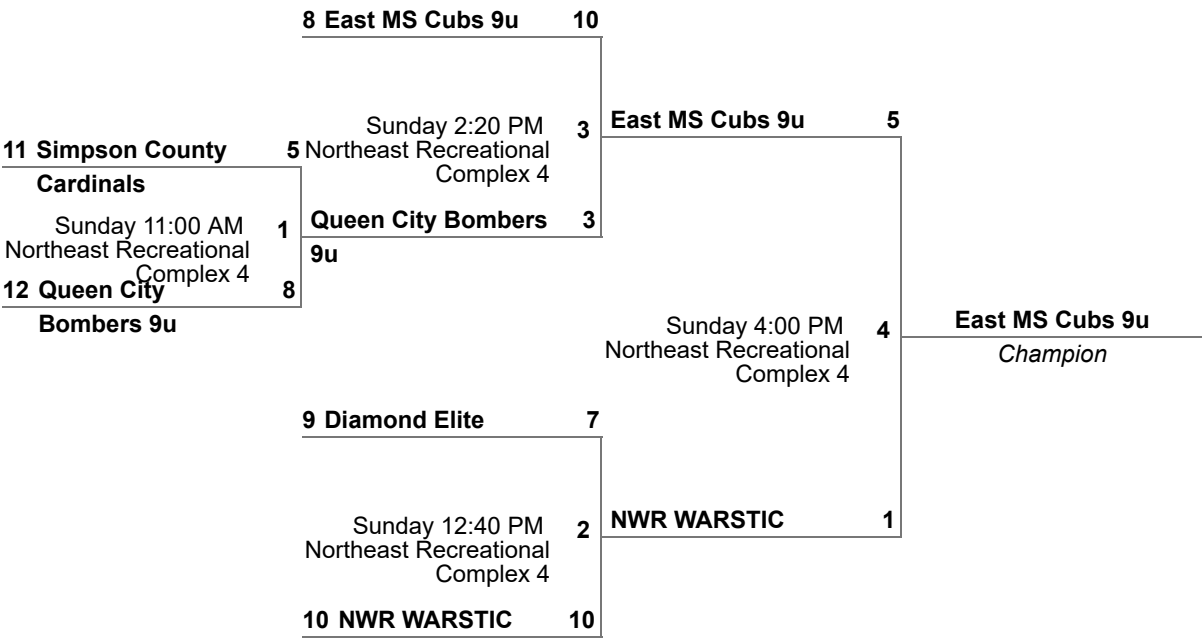 8 East MS Cubs 9u 10
Sunday 2:20 PM 3
Northeast Recreational
Complex 4
East MS Cubs 9u 5
11 Simpson County 5
Cardinals
Sunday 11:00 AM 1
Northeast Recreational
Complex 4
12 Queen City 8
Bombers 9u
Queen City Bombers 3
9u
Sunday 4:00 PM 4
Northeast Recreational
Complex 4
East MS Cubs 9u
Champion
9 Diamond Elite 7
Sunday 12:40 PM 2
Northeast Recreational
Complex 4
NWR WARSTIC 1
10 NWR WARSTIC 10